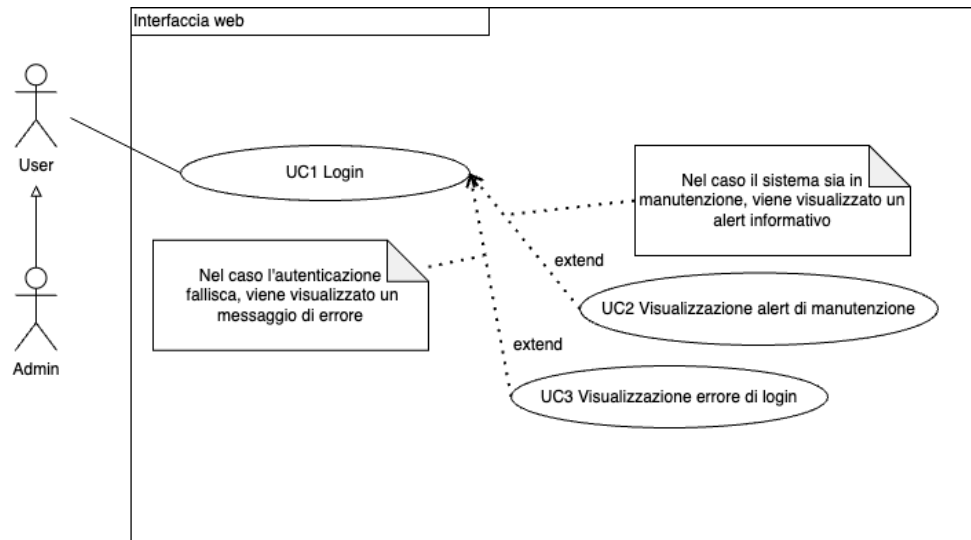 Interfaccia web
User
UC1 Login
Nel caso il sistema sia in
manutenzione, viene visualizzato un
alert informativo
Nel caso l'autenticazione
fallisca, viene visualizzato un
messaggio di errore
extend
UC2 Visualizzazione alert di manutenzione
extend
Admin
UC3 Visualizzazione errore di login